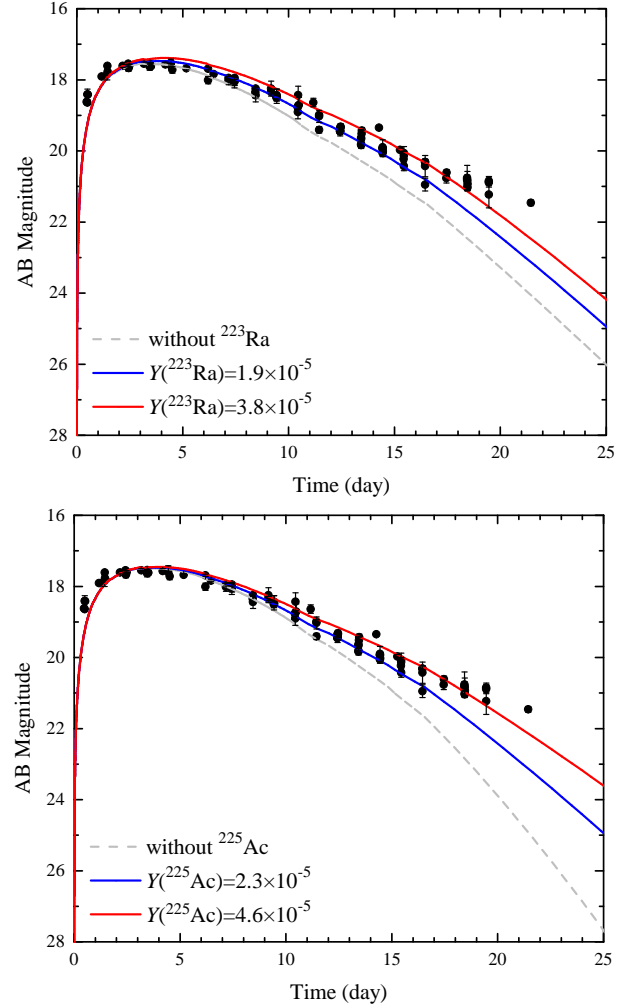 16
18
20
22
24
26
28
AB Magnitude
without ²²³Ra
Y(²²³Ra)=1.9×10⁻⁵
Y(²²³Ra)=3.8×10⁻⁵
0 5 10 15 20 25
Time (day)
16
18
20
22
24
26
28
AB Magnitude
without ²²⁵Ac
Y(²²⁵Ac)=2.3×10⁻⁵
Y(²²⁵Ac)=4.6×10⁻⁵
0 5 10 15 20 25
Time (day)